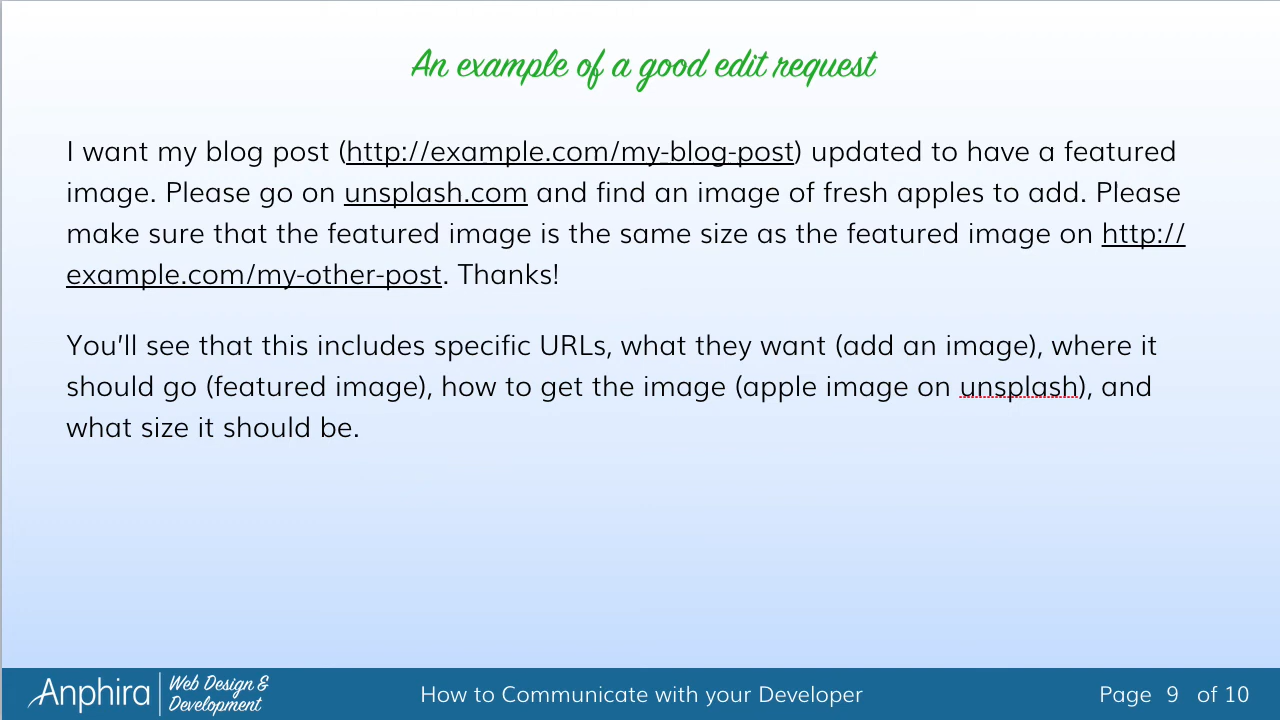 An example of a good edit request
I want my blog post (http://example.com/my-blog-post) updated to have a featured
image. Please go on unsplash.com and find an image of fresh apples to add. Please
make sure that the featured image is the same size as the featured image on http://
example.com/my-other-post. Thanks!
You’ll see that this includes specific URLs, what they want (add an image), where it
should go (featured image), how to get the image (apple image on unsplash), and
what size it should be.
Anphira
Web Design &
Development
How to Communicate with your Developer
Page 9 of 10